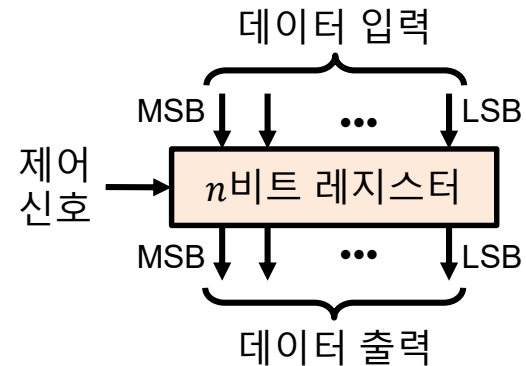 데이터 입력
MSB ••• LSB
제어
신호
n비트 레지스터
MSB ••• LSB
데이터 출력